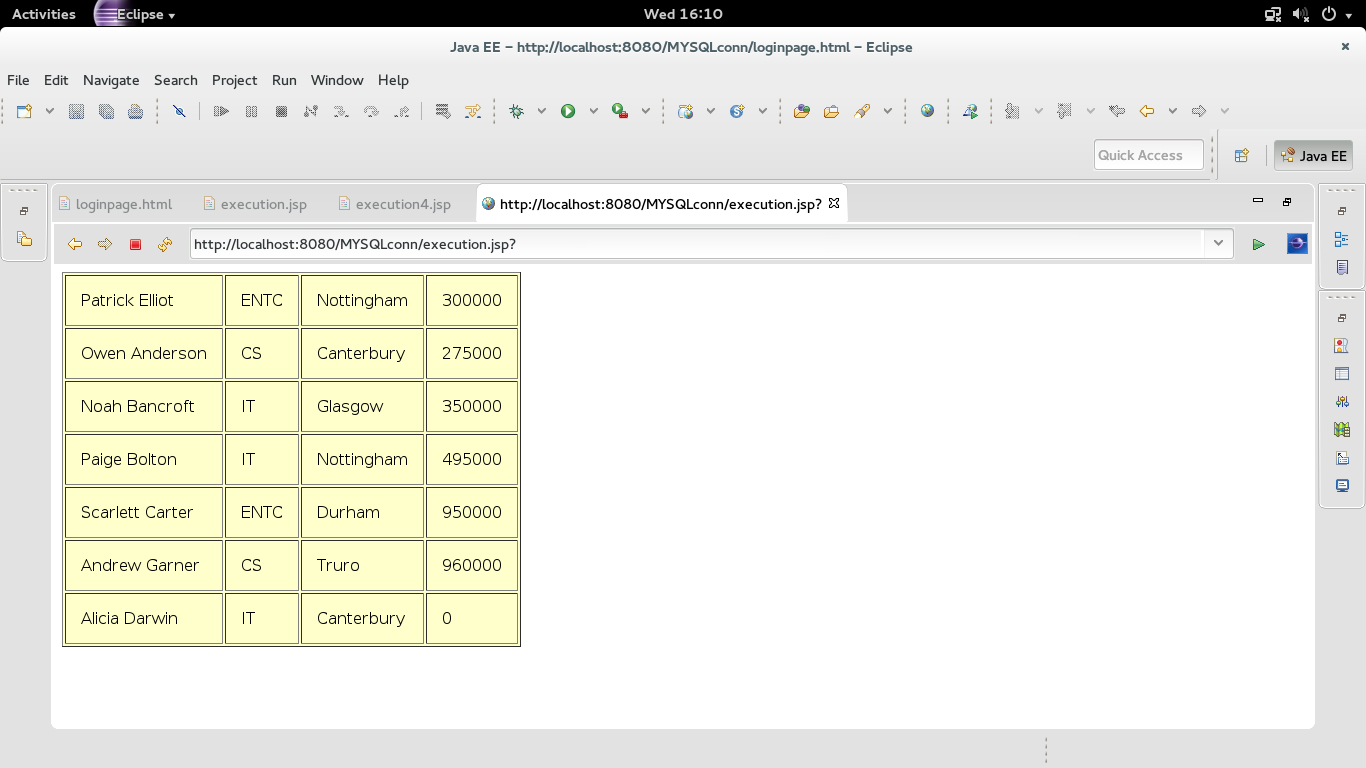 Activities Eclipse Wed 16:10
Java EE – http://localhost:8080/MYSQLconn/loginpage.html – Eclipse
File Edit Navigate Search Project Run Window Help
Quick Access Java EE
loginpage.html execution.jsp execution4.jsp http://localhost:8080/MYSQLconn/execution.jsp?
http://localhost:8080/MYSQLconn/execution.jsp?
Patrick Elliot ENTC Nottingham 300000
Owen Anderson CS Canterbury 275000
Noah Bancroft IT Glasgow 350000
Paige Bolton IT Nottingham 495000
Scarlett Carter ENTC Durham 950000
Andrew Garner CS Truro 960000
Alicia Darwin IT Canterbury 0